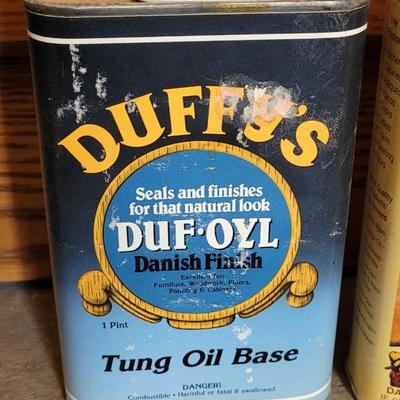 DUFFY'S
Seals and finishes
for that natural look
DUF•OYL
Danish Finish
Excellent for:
Furniture, Woodwork, Floors,
Paneling & Cabinets
1 Pint
Tung Oil Base
DANGER!
Combustible • Harmful or fatal if swallowed